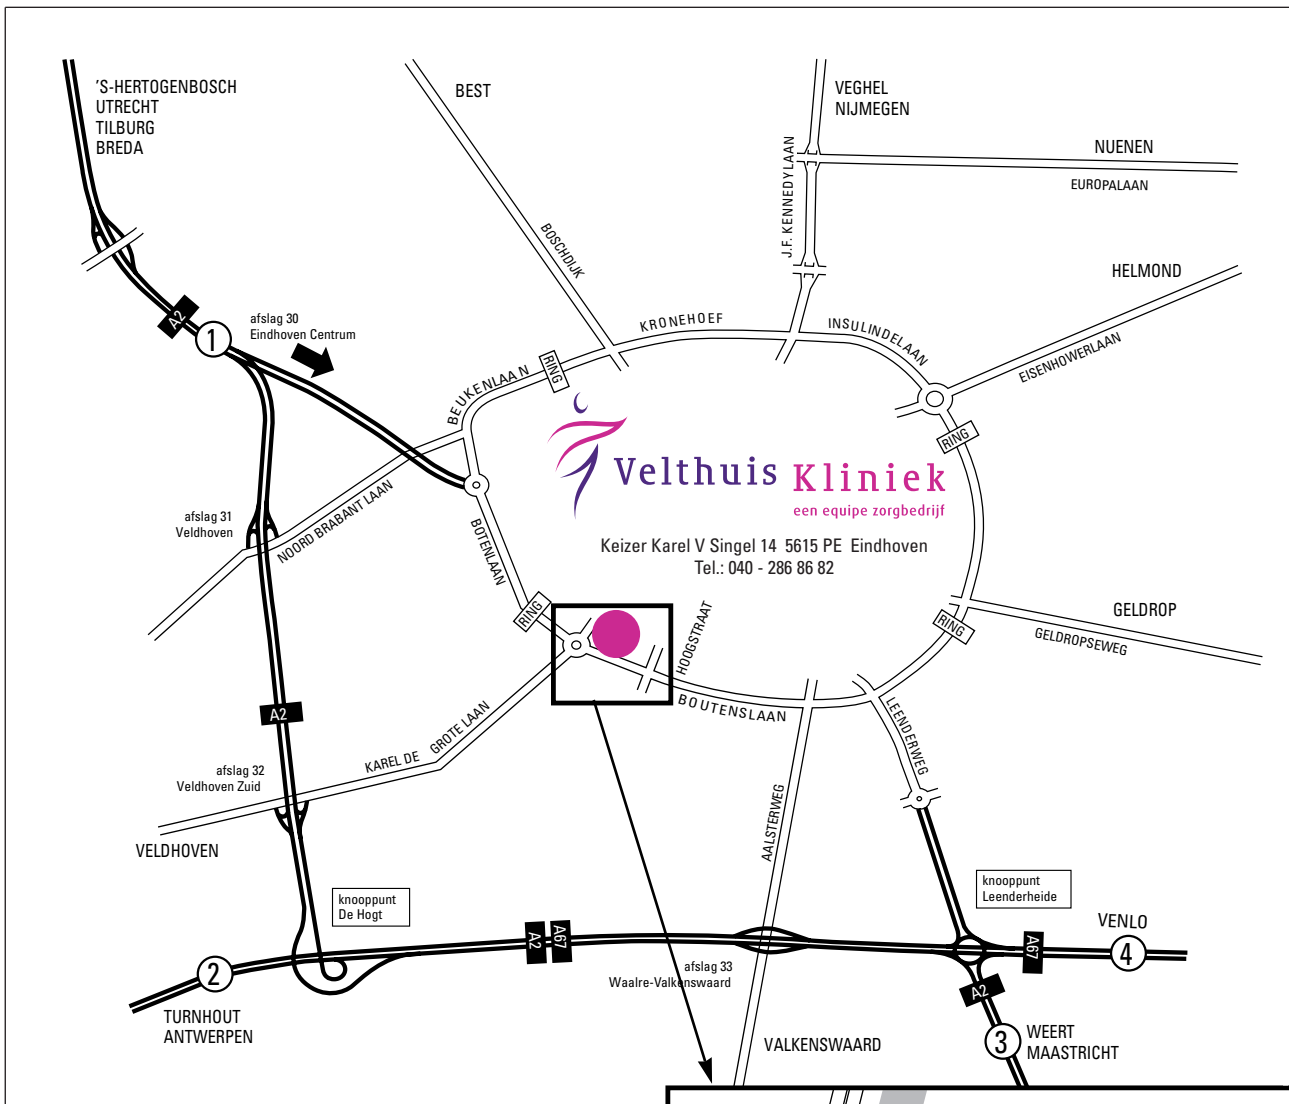 'S-HERTOGENBOSCH
UTRECHT
TILBURG
BREDA
BEST
VEGHEL
NIJMEGEN
NUENEN
EUROPALAAN
J.F. KENNEDYLAAN
BOSCHDIJK
HELMOND
EISENHOWERLAAN
A2
1
afslag 30
Eindhoven Centrum
KRONEHOEF
INSULINDELAAN
RING
BEUKENLAAN
RING
Velthuis Kliniek
een equipe zorgbedrijf
Keizer Karel V Singel 14 5615 PE Eindhoven
Tel.: 040 - 286 86 82
afslag 31
Veldhoven
NOORD BRABANT LAAN
BOTENLAAN
RING
HOOGSTRAAT
RING
GELDROP
GELDROPSEWEG
BOUTENSLAAN
LEENDERWEG
A2
KAREL DE GROTE LAAN
afslag 32
Veldhoven Zuid
VELDHOVEN
AALSTERWEG
knooppunt
De Hogt
knooppunt
Leenderheide
A2
A67
VENLO
A67
4
2
TURNHOUT
ANTWERPEN
afslag 33
Waalre-Valkenswaard
A2
VALKENSWAARD
3
WEERT
MAASTRICHT